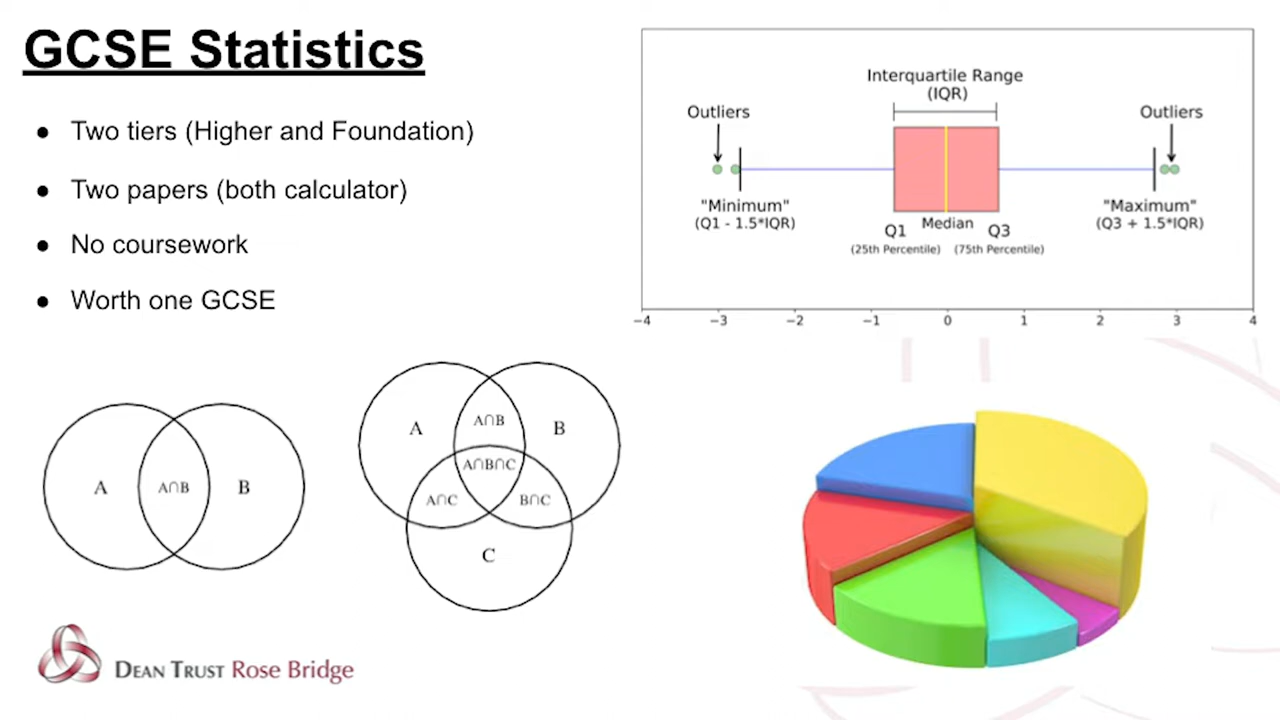 GCSE Statistics
● Two tiers (Higher and Foundation)
● Two papers (both calculator)
● No coursework
● Worth one GCSE
Interquartile Range
(IQR)
Outliers
Outliers
"Minimum"
(Q1 - 1.5*IQR)
"Maximum"
(Q3 + 1.5*IQR)
Q1
Median
Q3
(25th Percentile)
(75th Percentile)
−4 −3 −2 −1 0 1 2 3 4
A
A∩B
B
A
A∩B
B
A∩B∩C
A∩C
B∩C
C
DEAN TRUST Rose Bridge